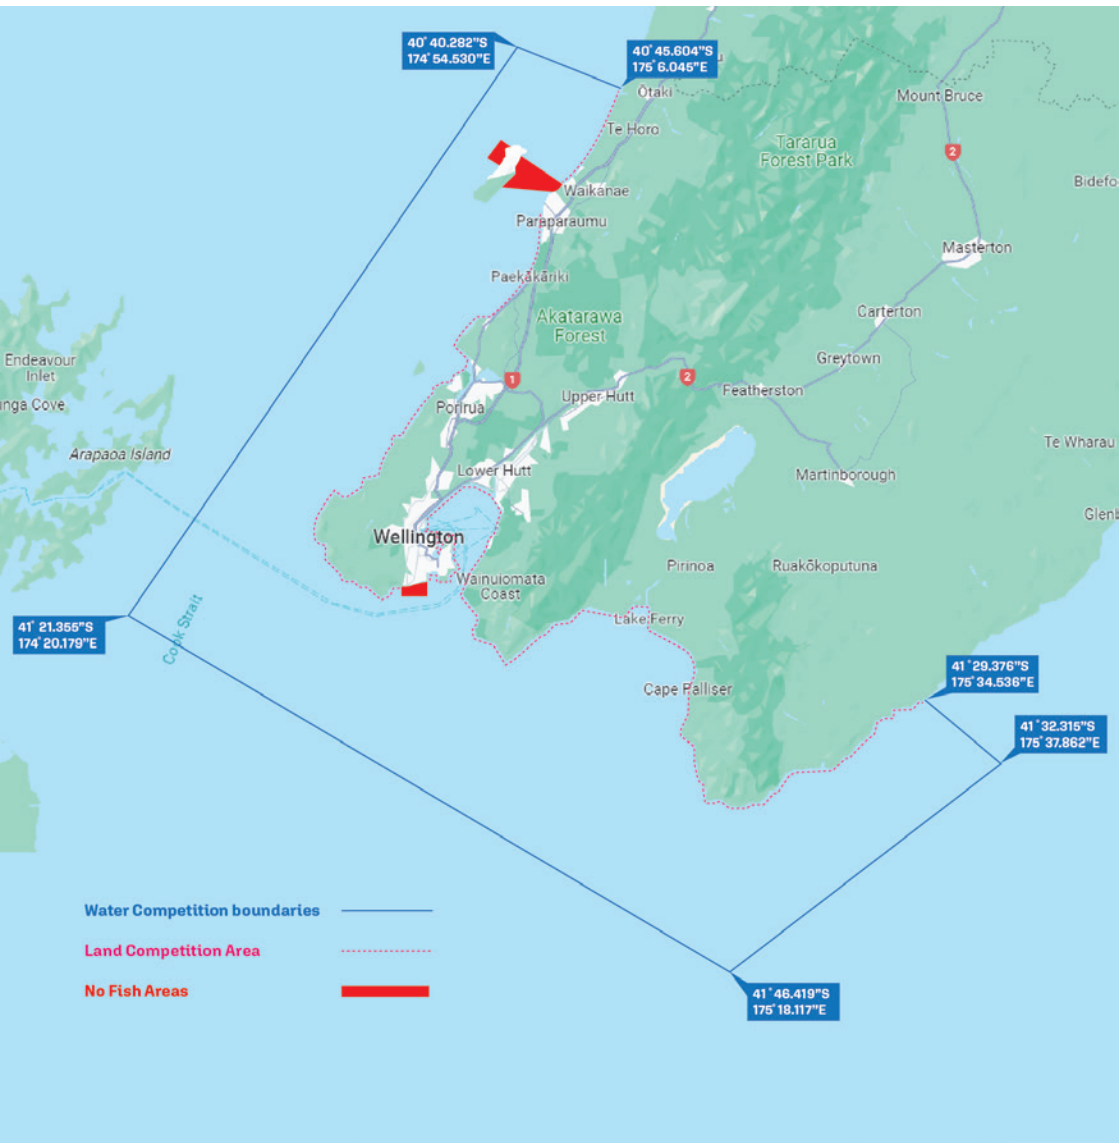 40° 40.282"S
174° 54.530"E
40° 45.604"S
175° 6.045"E
Ōtaki
Mount Bruce
Te Horo
Tararua
Forest Park
2
Waikanae
Paraparaumu
Masterton
Paekākāriki
Akatarawa
Forest
Carterton
Endeavour
Inlet
Greytown
1
2
Upper Hutt
Featherston
Porirua
Arapaoa Island
Te Wharau
Lower Hutt
Martinborough
Wellington
Pirinoa
Ruakōkoputuna
Wainuiomata
Coast
Cook Strait
Lake Ferry
41° 21.355"S
174° 20.179"E
41° 29.376"S
175° 34.536"E
Cape Palliser
41° 32.315"S
175° 37.862"E
Water Competition boundaries
Land Competition Area
No Fish Areas
41° 46.419"S
175° 18.117"E